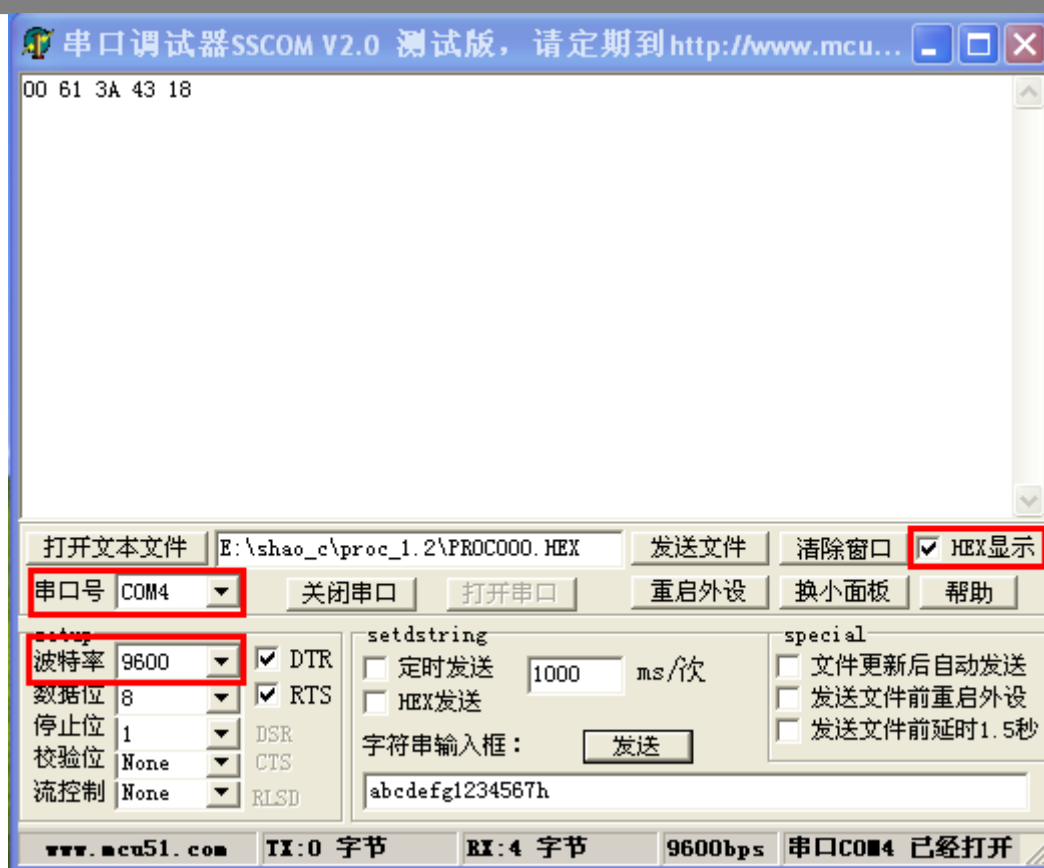 串口调试器SSCOM V2.0 测试版，请定期到http://www.mcu...
00 61 3A 43 18
打开文本文件 E:\shao_c\proc_1.2\PROC000.HEX 发送文件 清除窗口 HEX显示
串口号 COM4 关闭串口 打开串口 重启外设 换小面板 帮助
setup setdstring special
波特率 9600 DTR 定时发送 1000 ms/次 文件更新后自动发送
数据位 8 RTS HEX发送 发送文件前重启外设
停止位 1 DSR 发送文件前延时1.5秒
校验位 None CTS 字符串输入框： 发送
流控制 None RLSD abcdefg1234567h
www.mcu51.com TX:0 字节 RX:4 字节 9600bps 串口COM4 已经打开